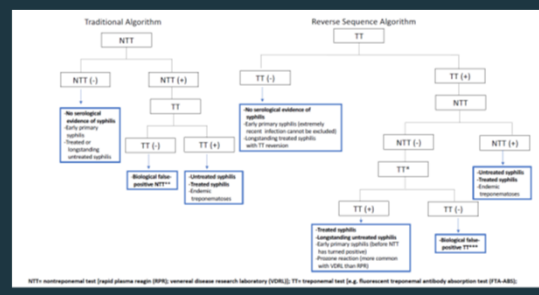 Traditional Algorithm
NTT
NTT (-)
NTT (+)
-No serological
evidence of syphilis
-Early primary
syphilis
-Treated or
longstanding
untreated syphilis
TT
TT (-)
TT (+)
-Biological false-
positive NTT**
-Untreated syphilis
-Treated syphilis
-Endemic
treponematoses
Reverse Sequence Algorithm
TT
TT (-)
TT (+)
-No serological evidence of
syphilis
-Early primary syphilis (extremely
recent infection cannot be excluded)
-Longstanding treated syphilis
with TT reversion
NTT
NTT (-)
NTT (+)
-Untreated syphilis
-Treated syphilis
-Endemic
treponematoses
TT*
TT (+)
TT (-)
-Treated syphilis
-Longstanding untreated syphilis
-Early primary syphilis (before NTT
has turned positive)
-Prozone reaction (more common
with VDRL than RPR)
-Biological false-
positive TT***
NTT= nontreponemal test [rapid plasma reagin (RPR); venereal disease research laboratory (VDRL)]; TT= treponemal test [e.g. fluorescent treponemal antibody absorption test (FTA-ABS);